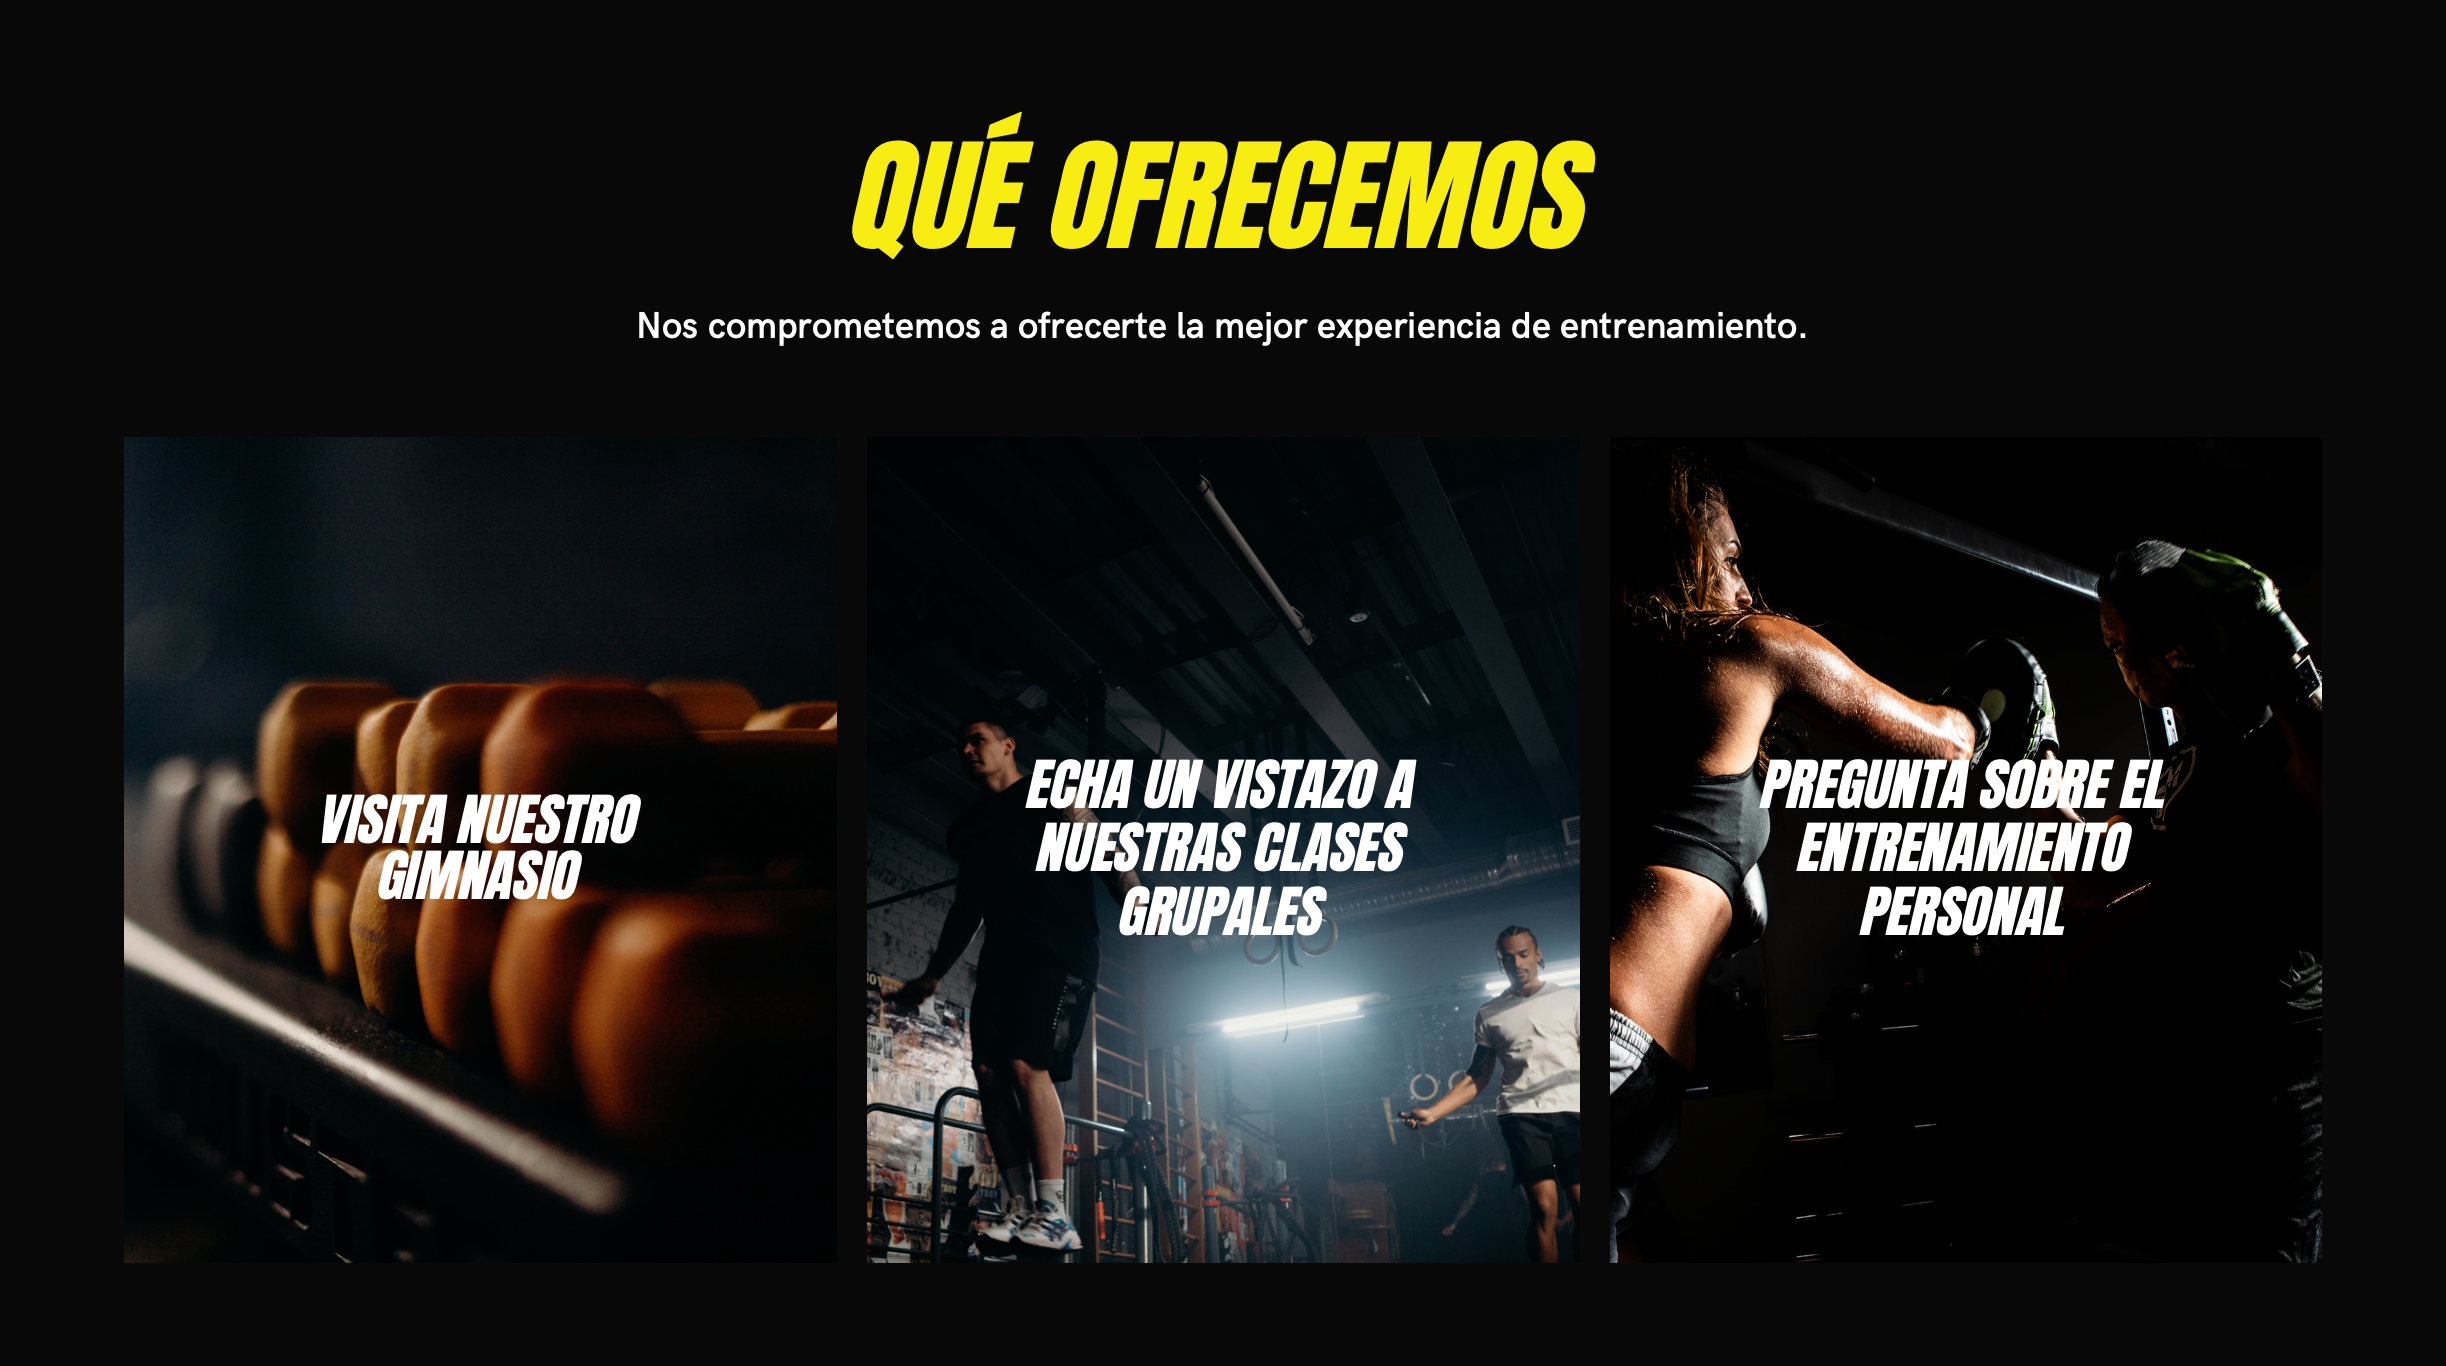 QUÉ OFRECEMOS
Nos comprometemos a ofrecerte la mejor experiencia de entrenamiento.
VISITA NUESTRO
GIMNASIO
ECHA UN VISTAZO A
NUESTRAS CLASES
GRUPALES
PREGUNTA SOBRE EL
ENTRENAMIENTO
PERSONAL